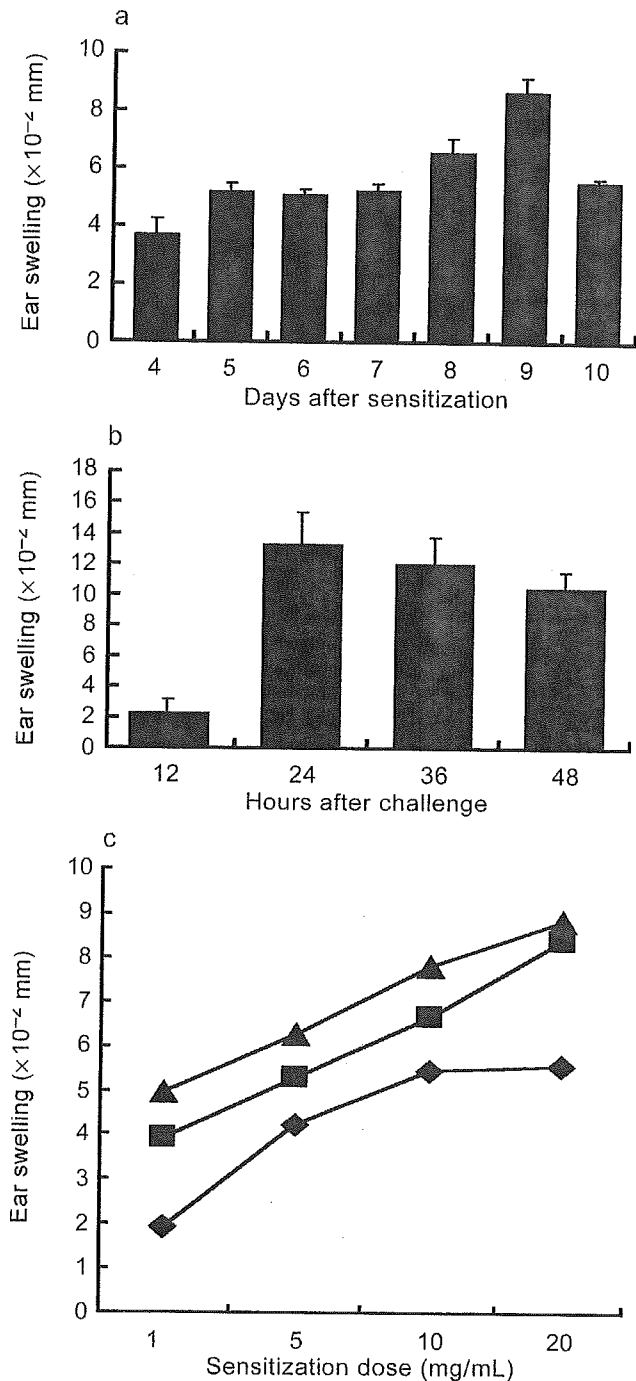 a
Ear swelling (×10⁻² mm)
10
8
6
4
2
0
4 5 6 7 8 9 10
Days after sensitization
b
Ear swelling (×10⁻² mm)
18
16
14
12
10
8
6
4
2
0
12 24 36 48
Hours after challenge
c
Ear swelling (×10⁻² mm)
10
9
8
7
6
5
4
3
2
1
0
1 5 10 20
Sensitization dose (mg/mL)